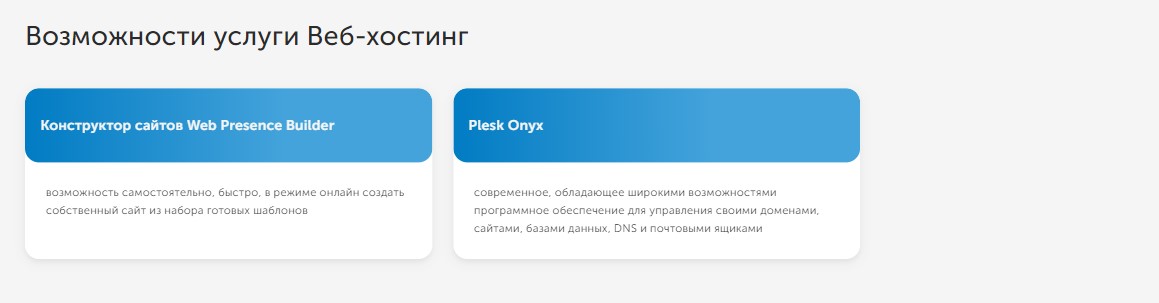 Возможности услуги Веб-хостинг
Конструктор сайтов Web Presence Builder
возможность самостоятельно, быстро, в режиме онлайн создать
собственный сайт из набора готовых шаблонов
Plesk Onyx
современное, обладающее широкими возможностями
программное обеспечение для управления своими доменами,
сайтами, базами данных, DNS и почтовыми ящиками